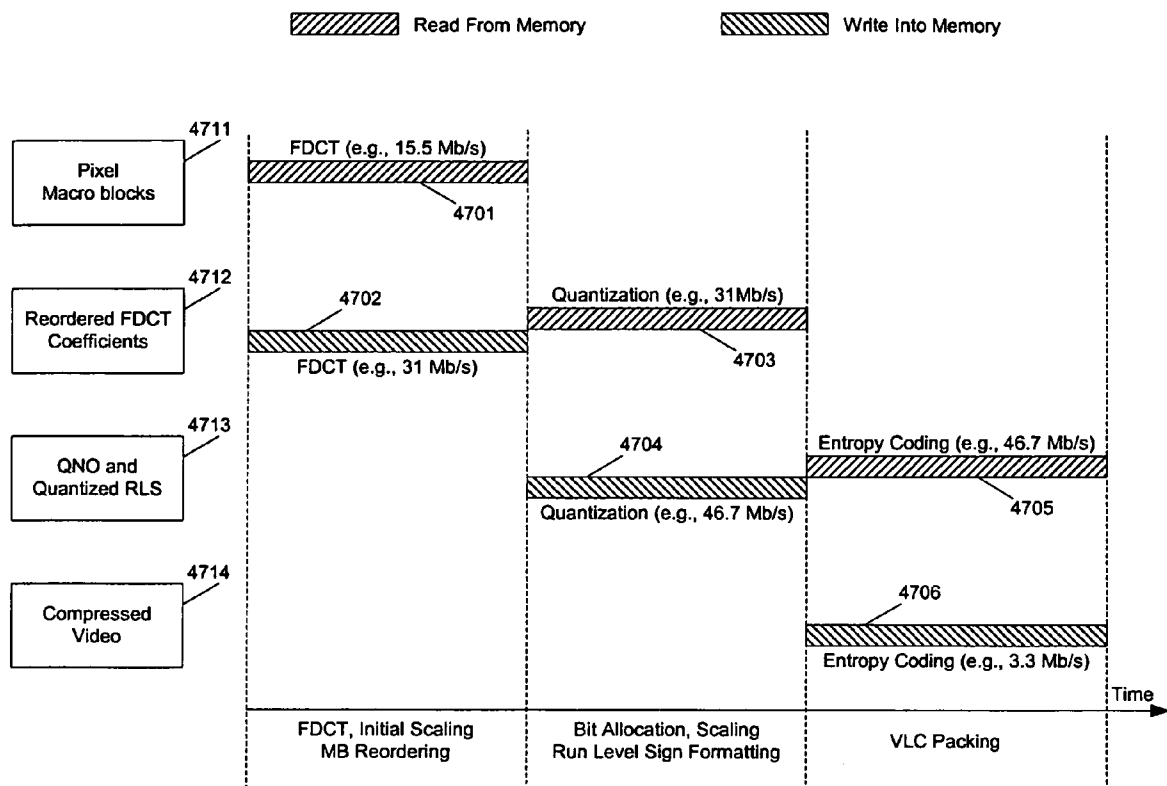 Read From Memory
Write Into Memory
4711
Pixel
Macro blocks
FDCT (e.g., 15.5 Mb/s)
4701
4712
Reordered FDCT
Coefficients
4702
FDCT (e.g., 31 Mb/s)
Quantization (e.g., 31Mb/s)
4703
4713
QNO and
Quantized RLS
4704
Quantization (e.g., 46.7 Mb/s)
Entropy Coding (e.g., 46.7 Mb/s)
4705
4714
Compressed
Video
4706
Entropy Coding (e.g., 3.3 Mb/s)
Time
FDCT, Initial Scaling
MB Reordering
Bit Allocation, Scaling
Run Level Sign Formatting
VLC Packing